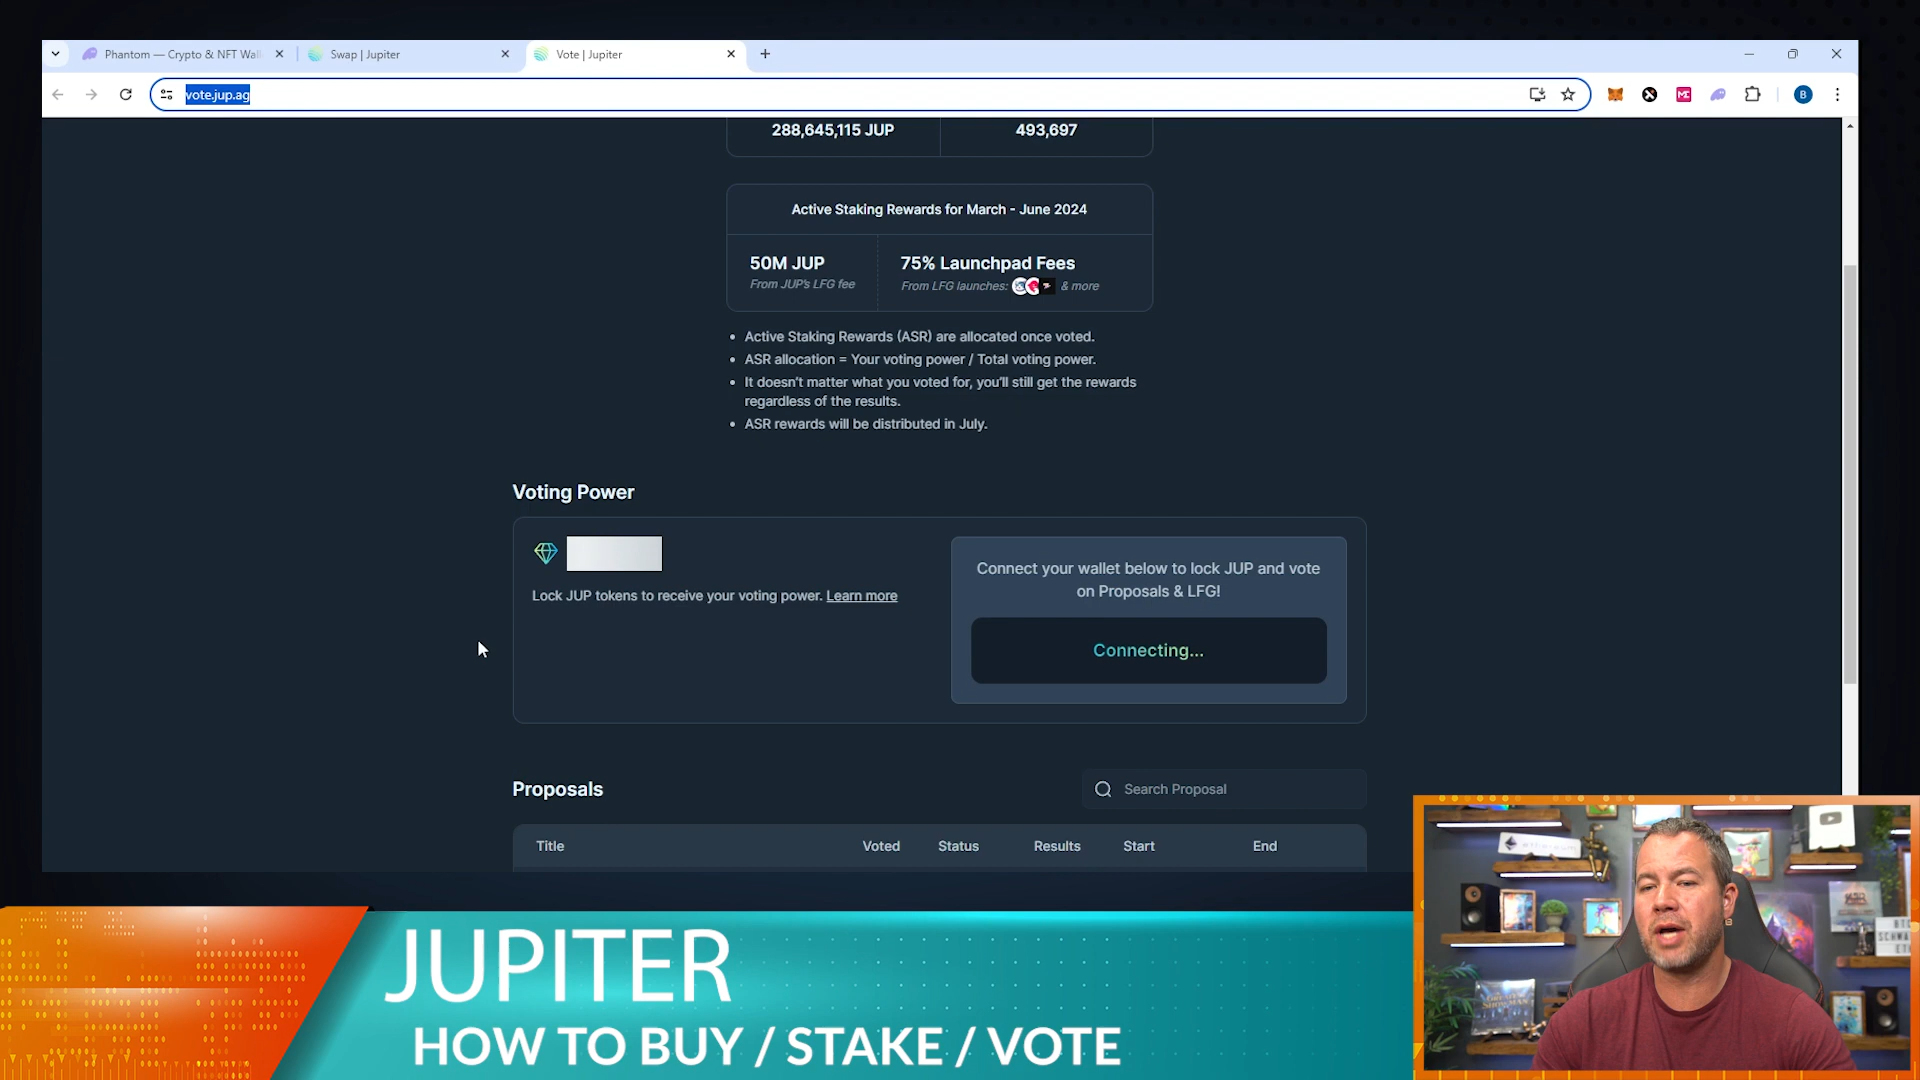 Phantom — Crypto & NFT Wall
Swap | Jupiter
Vote | Jupiter
vote.jup.ag
B
288,645,115 JUP
493,697
Active Staking Rewards for March - June 2024
50M JUP
From JUP's LFG fee
75% Launchpad Fees
From LFG launches:
& more
• Active Staking Rewards (ASR) are allocated once voted.
• ASR allocation = Your voting power / Total voting power.
• It doesn't matter what you voted for, you'll still get the rewards
regardless of the results.
• ASR rewards will be distributed in July.
Voting Power
Lock JUP tokens to receive your voting power. Learn more
Connect your wallet below to lock JUP and vote
on Proposals & LFG!
Connecting...
Proposals
Search Proposal
Title
Voted
Status
Results
Start
End
JUPITER
HOW TO BUY / STAKE / VOTE